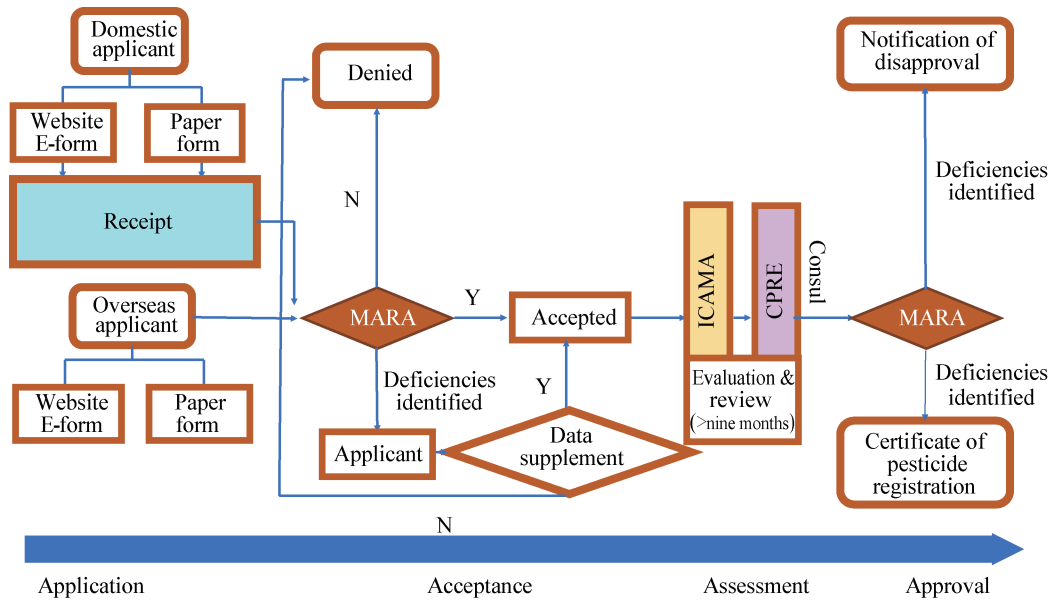 Domestic
applicant
Website
E-form
Paper
form
Receipt
Overseas
applicant
Website
E-form
Paper
form
Denied
N
MARA
Y
Deficiencies
identified
Applicant
Accepted
Y
Data
supplement
N
ICAMA
CPRE
Consul
Evaluation &
review
(>nine months)
Notification of
disapproval
Deficiencies
identified
MARA
Deficiencies
identified
Certificate of
pesticide
registration
Application
Acceptance
Assessment
Approval